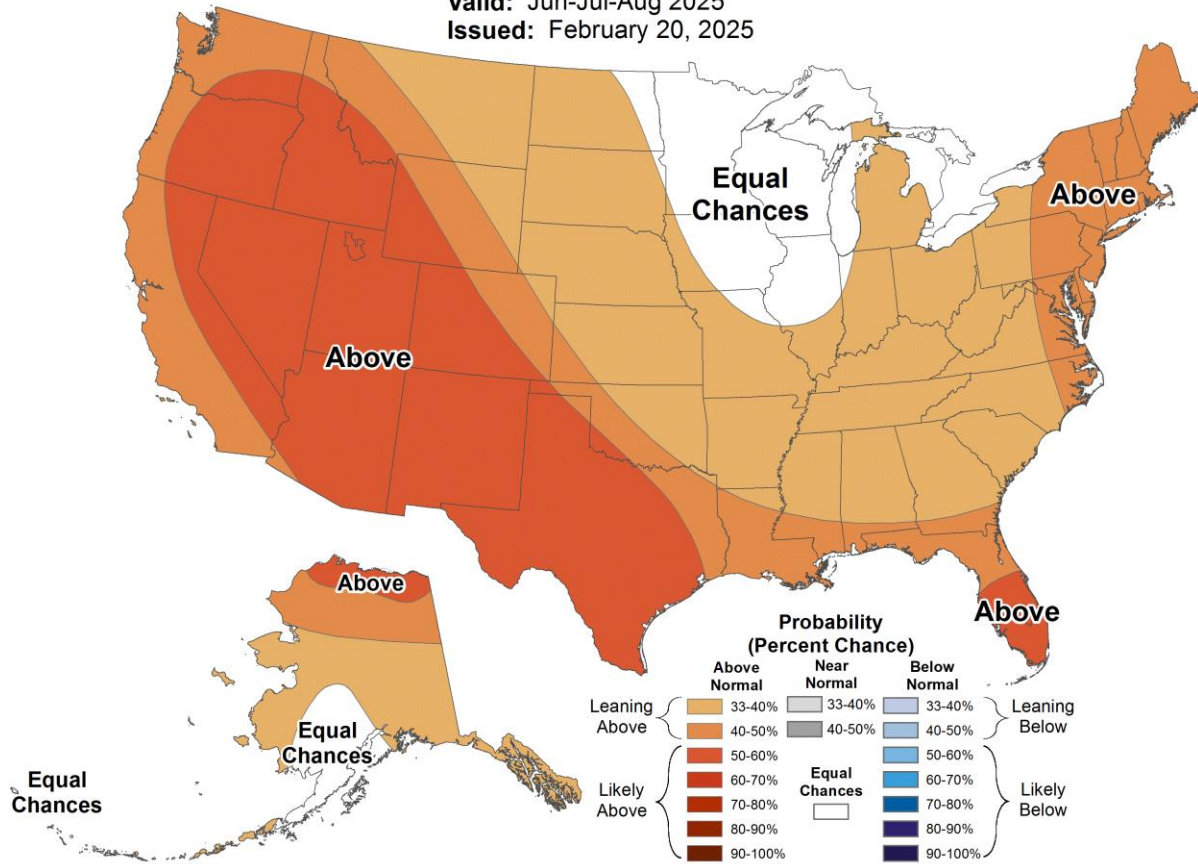 Valid: Jun-Jul-Aug 2025
Issued: February 20, 2025
Equal
Chances
Above
Above
Above
Equal
Chances
Equal
Chances
Above
Probability
(Percent Chance)
Above
Normal
Near
Normal
Below
Normal
Leaning
Above
33-40%
40-50%
33-40%
40-50%
33-40%
40-50%
Leaning
Below
Likely
Above
50-60%
60-70%
70-80%
80-90%
90-100%
Equal
Chances
50-60%
60-70%
70-80%
80-90%
90-100%
Likely
Below